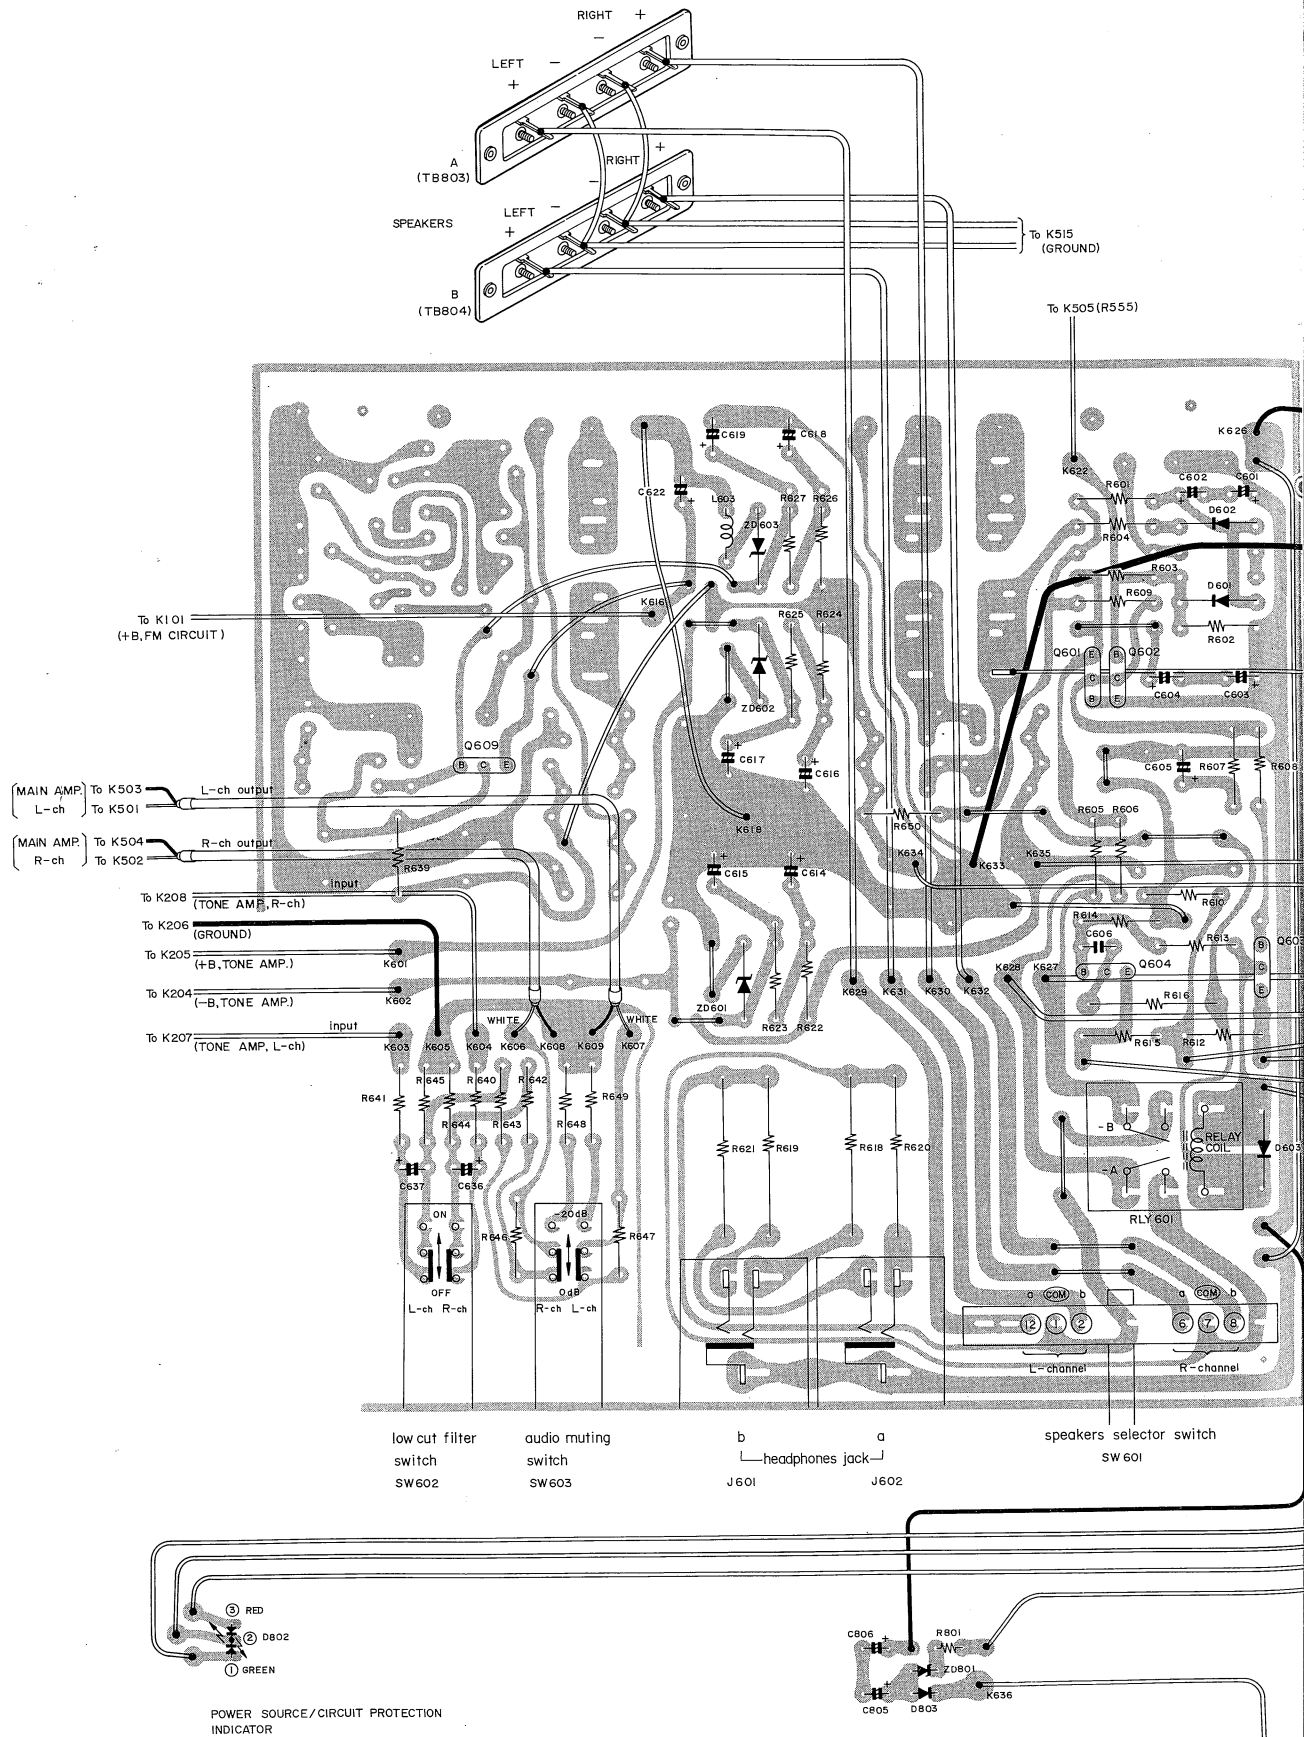 RIGHT +
−
LEFT −
+
A
(TB803)
RIGHT
+
−
SPEAKERS
LEFT −
+
To K515
(GROUND)
B
(TB804)
To K505(R555)
K626
C619
C618
K622
C622
L603
R627
R626
R601
C602
C601
ZD603
D602
R604
R603
K616
D601
R609
To K101
(+B,FM CIRCUIT)
R625
R624
R602
Q601
E
B
Q602
C
C
B
E
ZD602
C604
C603
Q609
B C E
C617
C616
C605
R607
R608
(MAIN AMP.
L-ch)
To K503
To K501
L-ch output
K618
R650
R605
R606
(MAIN AMP.
R-ch)
To K504
To K502
R-ch output
R639
K634
K633
K635
C615
C614
input
To K208
(TONE AMP, R-ch)
R610
To K206
(GROUND)
R614
C606
R613
To K205
(+B,TONE AMP.)
K601
Q604
B C E
B
C
E
K628
K627
To K204
(−B,TONE AMP.)
K602
K629
K631
K630
K632
R616
ZD601
R623
R622
input
WHITE
WHITE
To K207
(TONE AMP, L-ch)
K603
K605
K604
K606
K608
K609
K607
R615
R612
R645
R640
R642
R641
R649
R644
R643
R648
−B
RELAY
COIL
D603
R621
R619
R618
R620
−A
C637
C636
RLY601
ON
−20dB
R646
R647
OFF
0dB
L-ch R-ch
R-ch L-ch
a COM b
a COM b
12 1 2
6 7 8
L-channel
R-channel
low cut filter
switch
SW602
audio muting
switch
SW603
b
a
headphones jack
J601
J602
speakers selector switch
SW601
3 RED
2 D802
1 GREEN
C806
R801
ZD801
C805
D803
K636
POWER SOURCE/CIRCUIT PROTECTION
INDICATOR